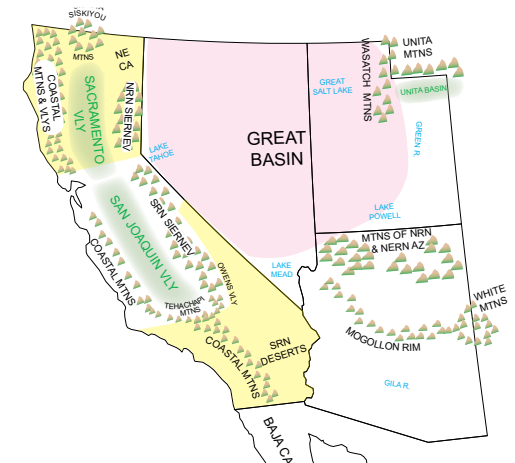 SISKIYOU
MTNS
NE
CA
COASTAL
MTNS & VLYS
SACRAMENTO
VLY
NRN SIERNEV
LAKE
TAHOE
GREAT
BASIN
GREAT
SALT LAKE
WASATCH MTNS
UNITA
MTNS
UNITA BASIN
GREEN R.
LAKE
POWELL
LAKE
MEAD
SAN JOAQUIN VLY
SRN SIERNEV
COASTAL MTNS
OWENS VLY
TEHACHAPI
MTNS
COASTAL MTNS
SRN
DESERTS
MTNS OF NRN
& NERN AZ
WHITE
MTNS
MOGOLLON RIM
GILA R.
BAJA CA